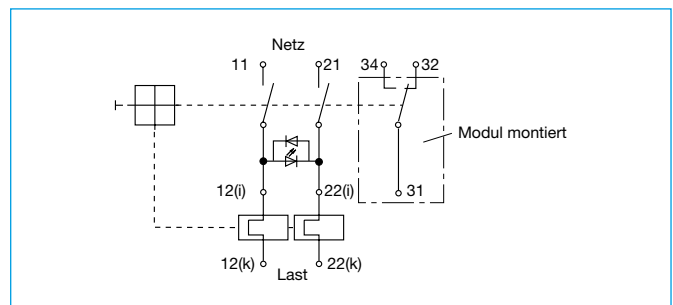 Netz
11 21 34 32
Modul montiert
12(i) 22(i) 31
12(k) 22(k)
Last